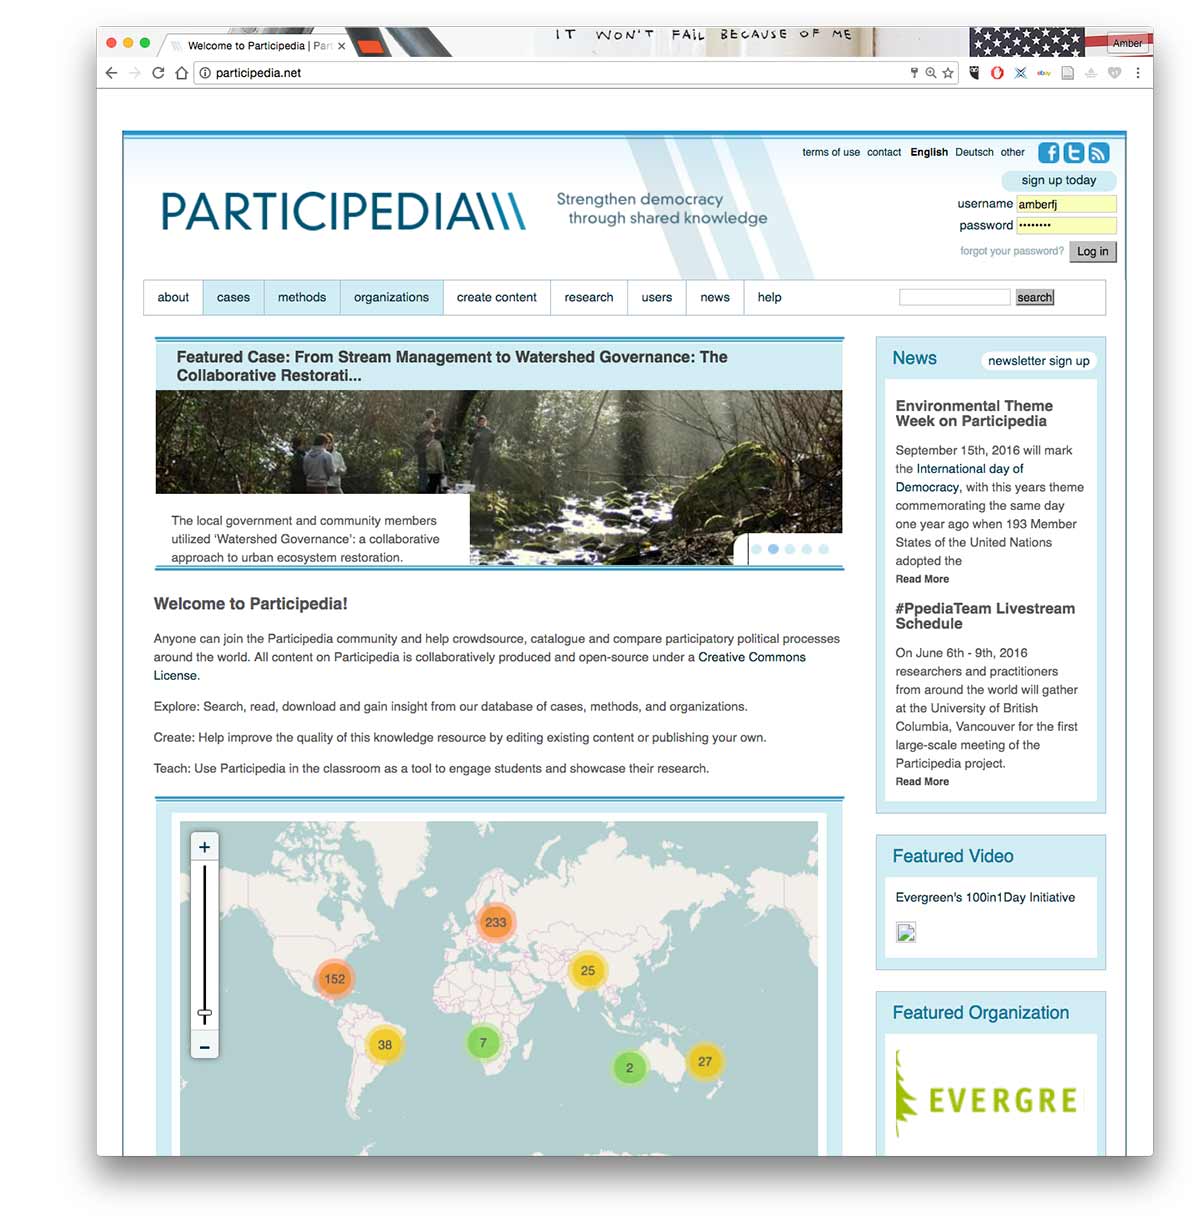 IT WON'T FAIL BECAUSE OF ME
Welcome to Participedia | Part
Amber
participedia.net
terms of use contact English Deutsch other
sign up today
PARTICIPEDIA
Strengthen democracy
through shared knowledge
username amberfj
password ••••••••
forgot your password? Log in
about cases methods organizations create content research users news help search
Featured Case: From Stream Management to Watershed Governance: The
Collaborative Restorati...
The local government and community members
utilized 'Watershed Governance': a collaborative
approach to urban ecosystem restoration.
Welcome to Participedia!
Anyone can join the Participedia community and help crowdsource, catalogue and compare participatory political processes
around the world. All content on Participedia is collaboratively produced and open-source under a Creative Commons
License.
Explore: Search, read, download and gain insight from our database of cases, methods, and organizations.
Create: Help improve the quality of this knowledge resource by editing existing content or publishing your own.
Teach: Use Participedia in the classroom as a tool to engage students and showcase their research.
+
233
152
25
38
7
2
27
−
News newsletter sign up
Environmental Theme
Week on Participedia
September 15th, 2016 will mark
the International day of
Democracy, with this years theme
commemorating the same day
one year ago when 193 Member
States of the United Nations
adopted the
Read More
#PpediaTeam Livestream
Schedule
On June 6th - 9th, 2016
researchers and practitioners
from around the world will gather
at the University of British
Columbia, Vancouver for the first
large-scale meeting of the
Participedia project.
Read More
Featured Video
Evergreen's 100in1Day Initiative
Featured Organization
EVERGRE